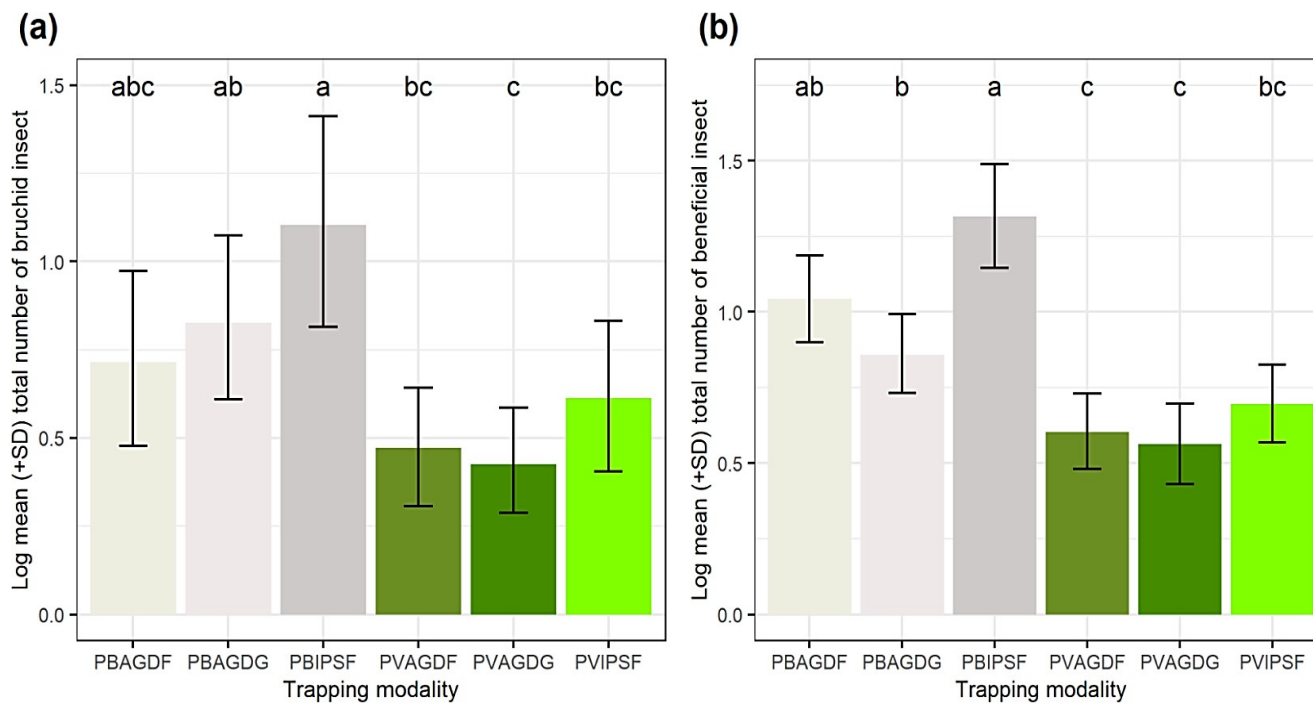 (a)
Log mean (+SD) total number of bruchid insect
1.5
1.0
0.5
0.0
abc ab a bc c bc
PBAGDF PBAGDG PBIPSF PVAGDF PVAGDG PVIPSF
Trapping modality
(b)
Log mean (+SD) total number of beneficial insect
1.5
1.0
0.5
0.0
ab b a c c bc
PBAGDF PBAGDG PBIPSF PVAGDF PVAGDG PVIPSF
Trapping modality